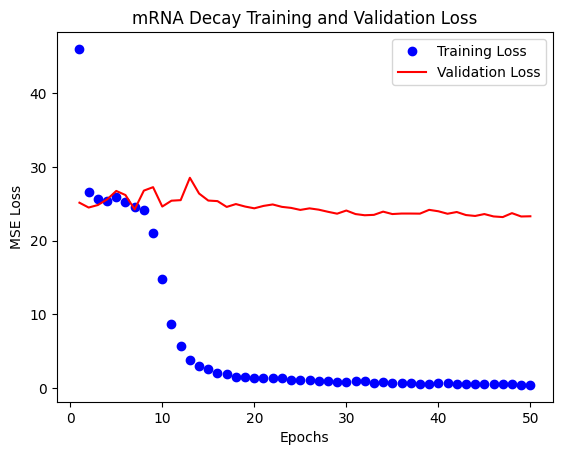 mRNA Decay Training and Validation Loss
Training Loss
Validation Loss
MSE Loss
40
30
20
10
0
0 10 20 30 40 50
Epochs